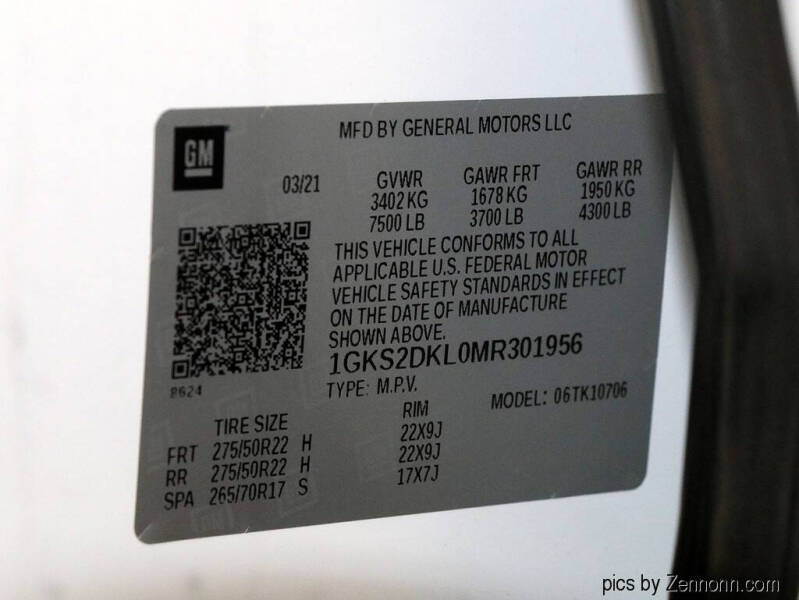 GM
MFD BY GENERAL MOTORS LLC
03/21 GVWR GAWR FRT GAWR RR
3402 KG 1678 KG 1950 KG
7500 LB 3700 LB 4300 LB
THIS VEHICLE CONFORMS TO ALL
APPLICABLE U.S. FEDERAL MOTOR
VEHICLE SAFETY STANDARDS IN EFFECT
ON THE DATE OF MANUFACTURE
SHOWN ABOVE.
1GKS2DKL0MR301956
8624
TYPE: M.P.V. MODEL: 06TK10706
TIRE SIZE RIM
FRT 275/50R22 H 22X9J
RR 275/50R22 H 22X9J
SPA 265/70R17 S 17X7J
pics by Zennonn.com